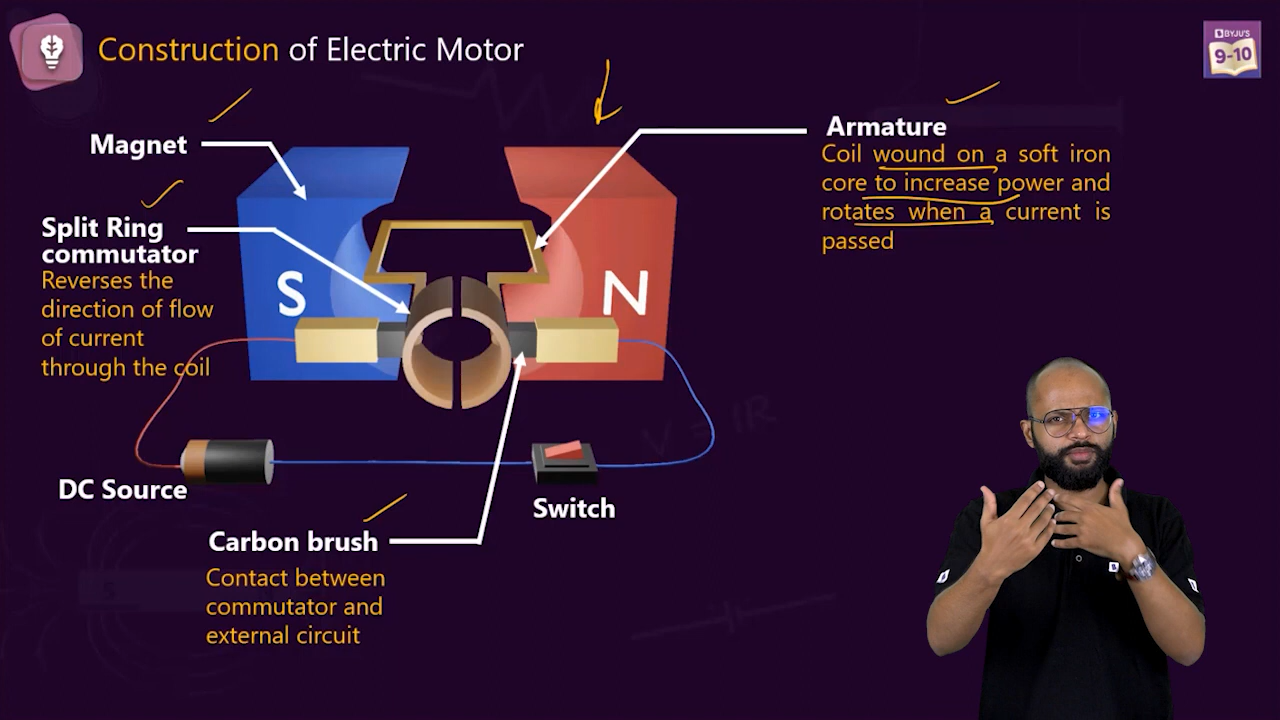 Construction of Electric Motor
BYJU'S
9-10
Magnet
Split Ring
commutator
Reverses the
direction of flow
of current
through the coil
S
N
Armature
Coil wound on a soft iron
core to increase power and
rotates when a current is
passed
V = IR
DC Source
Switch
Carbon brush
Contact between
commutator and
external circuit